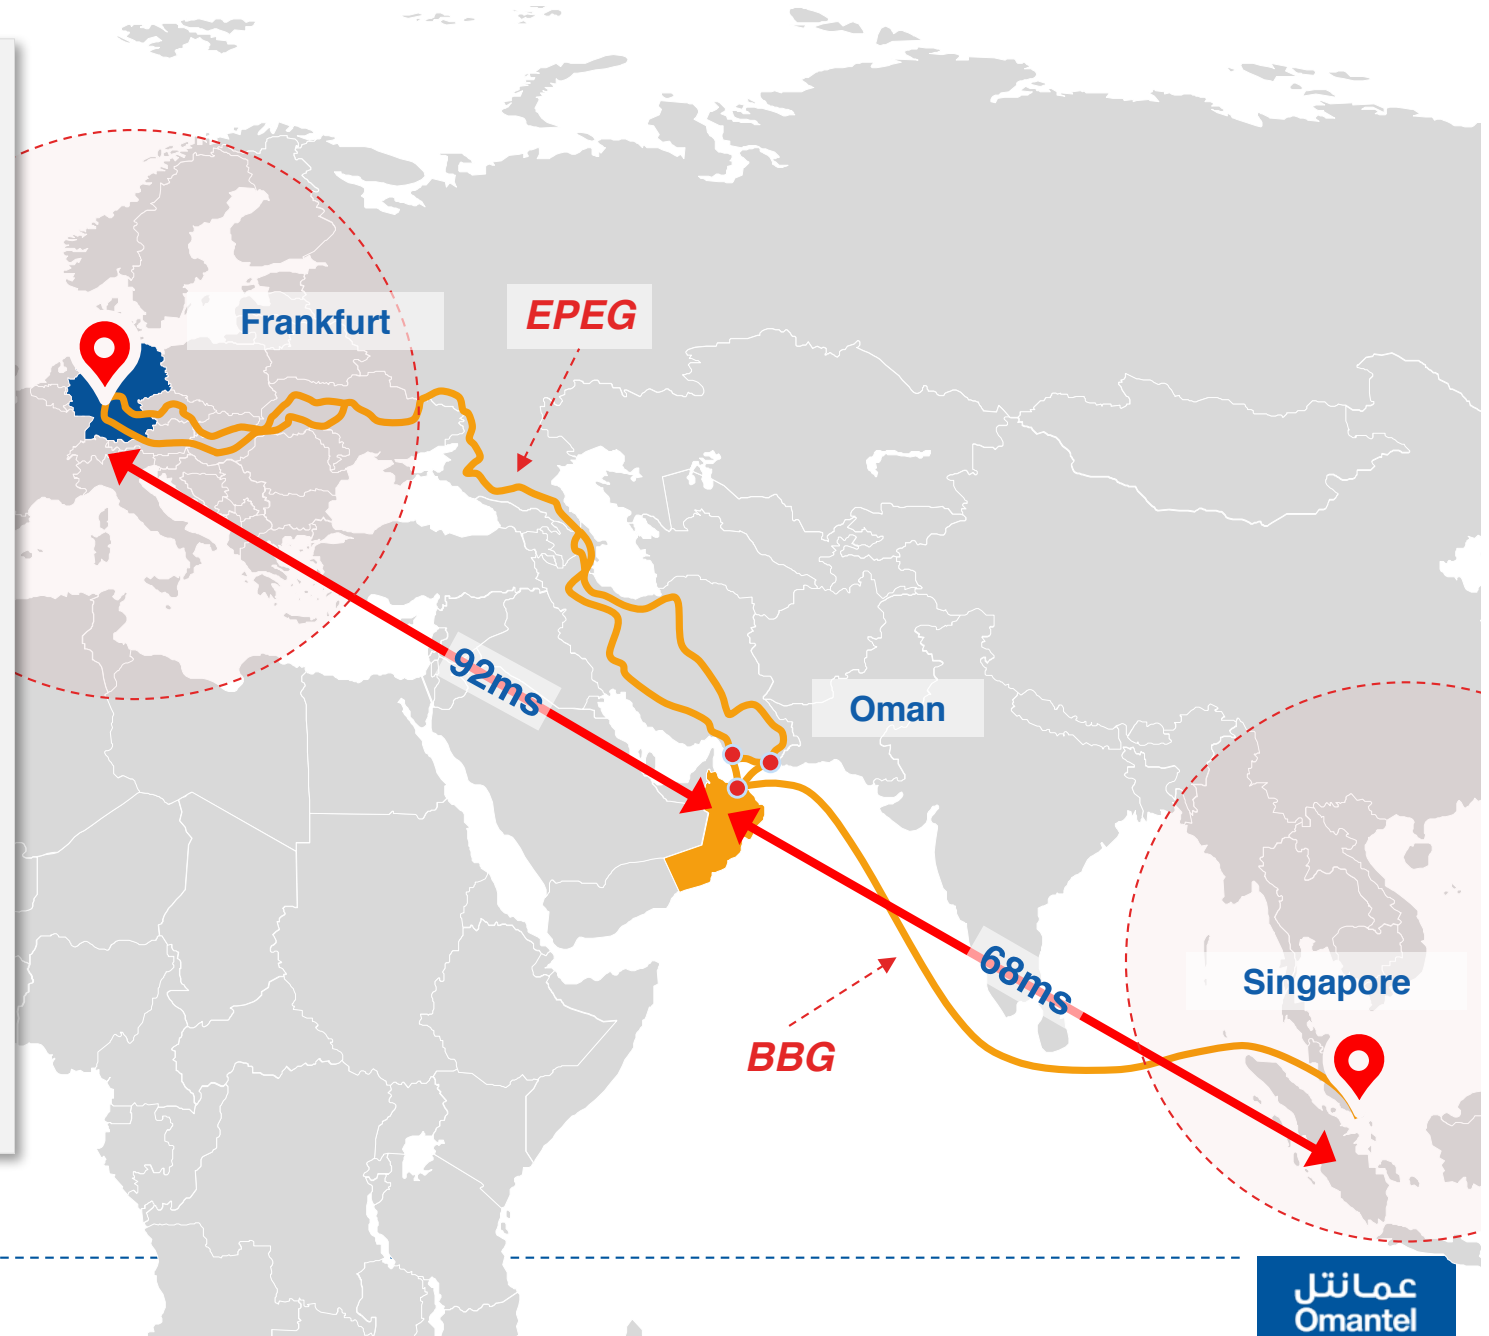 Frankfurt
EPEG
92ms
Oman
68ms
Singapore
BBG
عمانتل
Omantel